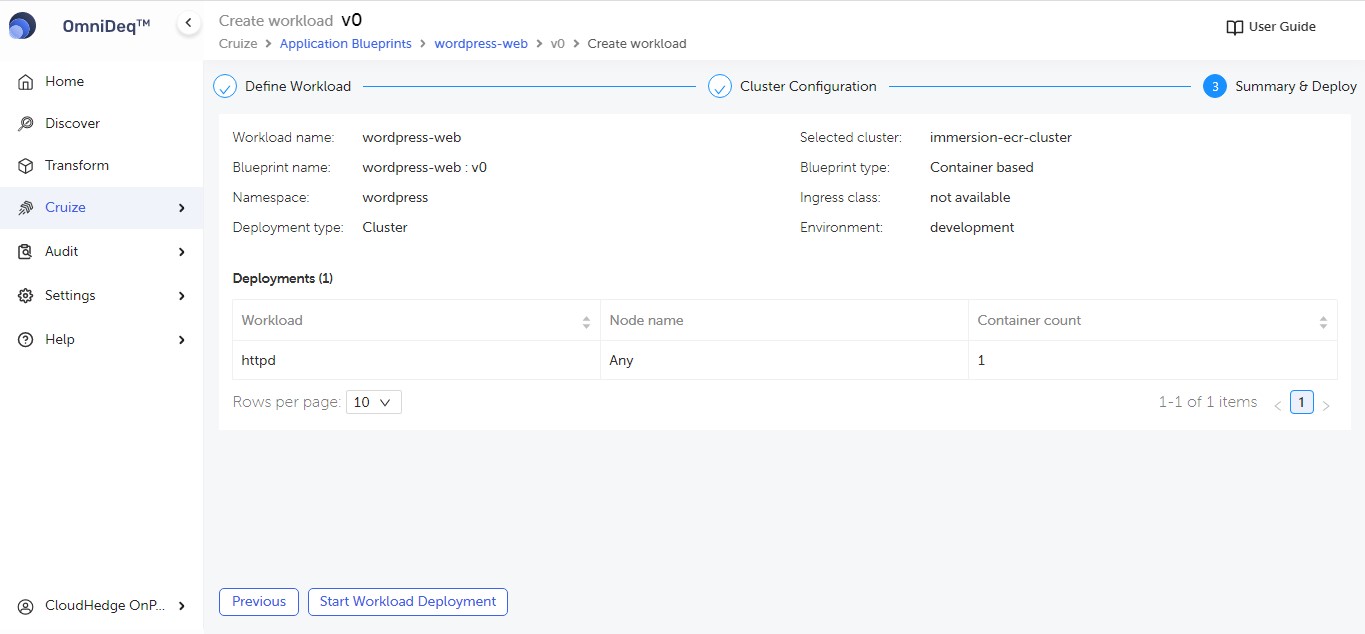 OmniDeq™
Home
Discover
Transform
Cruize
Audit
Settings
Help
CloudHedge OnP...
Create workload v0
Cruize > Application Blueprints > wordpress-web > v0 > Create workload
User Guide
Define Workload
Cluster Configuration
3 Summary & Deploy
Workload name: wordpress-web
Selected cluster: immersion-ecr-cluster
Blueprint name: wordpress-web : v0
Blueprint type: Container based
Namespace: wordpress
Ingress class: not available
Deployment type: Cluster
Environment: development
Deployments (1)
Workload Node name Container count
httpd Any 1
Rows per page: 10
1-1 of 1 items < 1 >
Previous
Start Workload Deployment